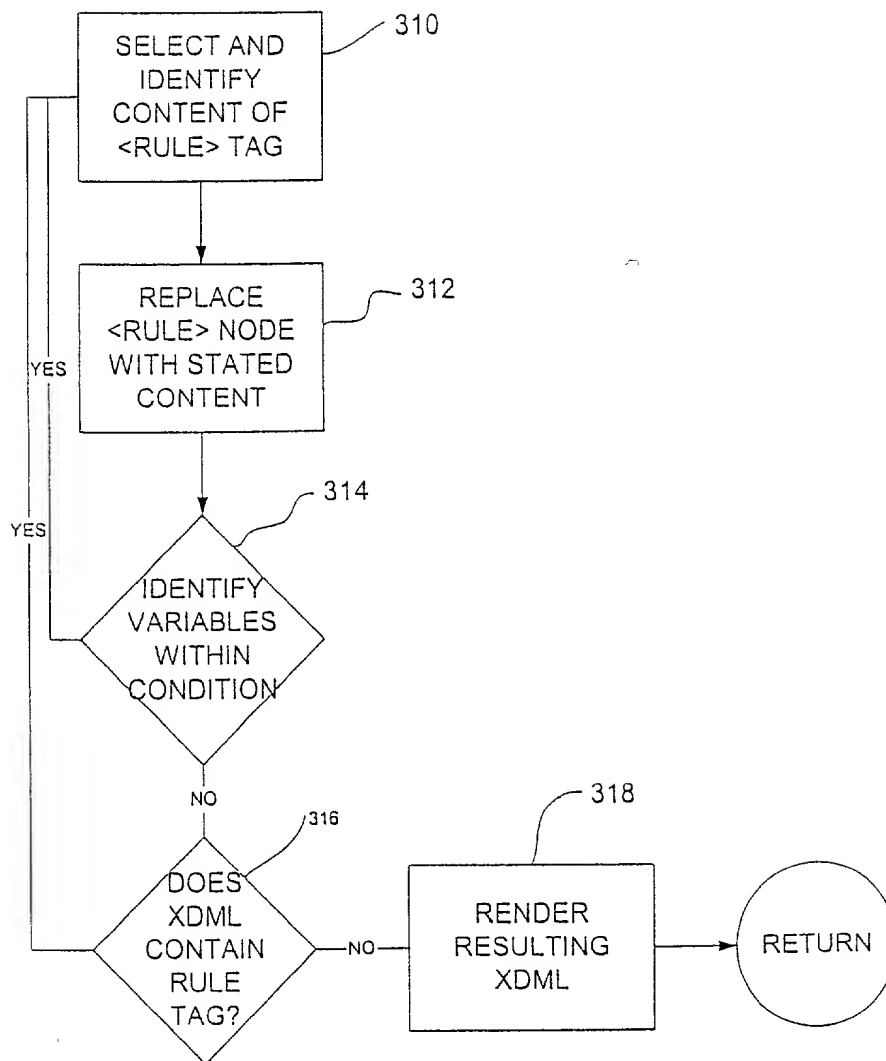 310
SELECT AND
IDENTIFY
CONTENT OF
<RULE> TAG
312
REPLACE
<RULE> NODE
WITH STATED
CONTENT
YES
314
YES
IDENTIFY
VARIABLES
WITHIN
CONDITION
NO
316
318
DOES
XDML
CONTAIN
RULE
TAG?
NO
RENDER
RESULTING
XDML
RETURN